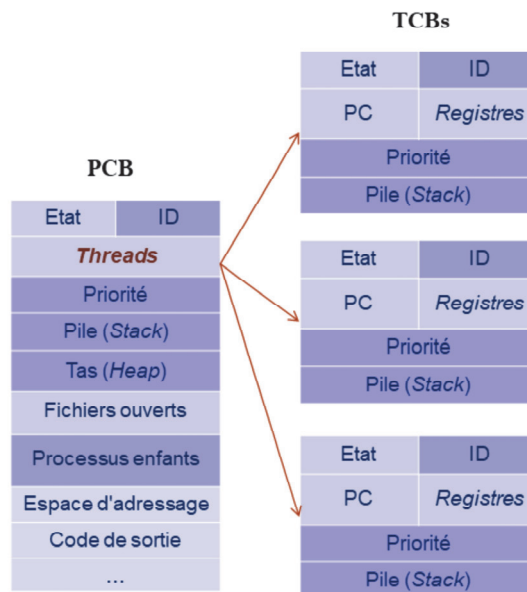 PCB
Etat ID
Threads
Priorité
Pile (Stack)
Tas (Heap)
Fichiers ouverts
Processus enfants
Espace d'adressage
Code de sortie
...
TCBs
Etat ID
PC Registres
Priorité
Pile (Stack)
Etat ID
PC Registres
Priorité
Pile (Stack)
Etat ID
PC Registres
Priorité
Pile (Stack)